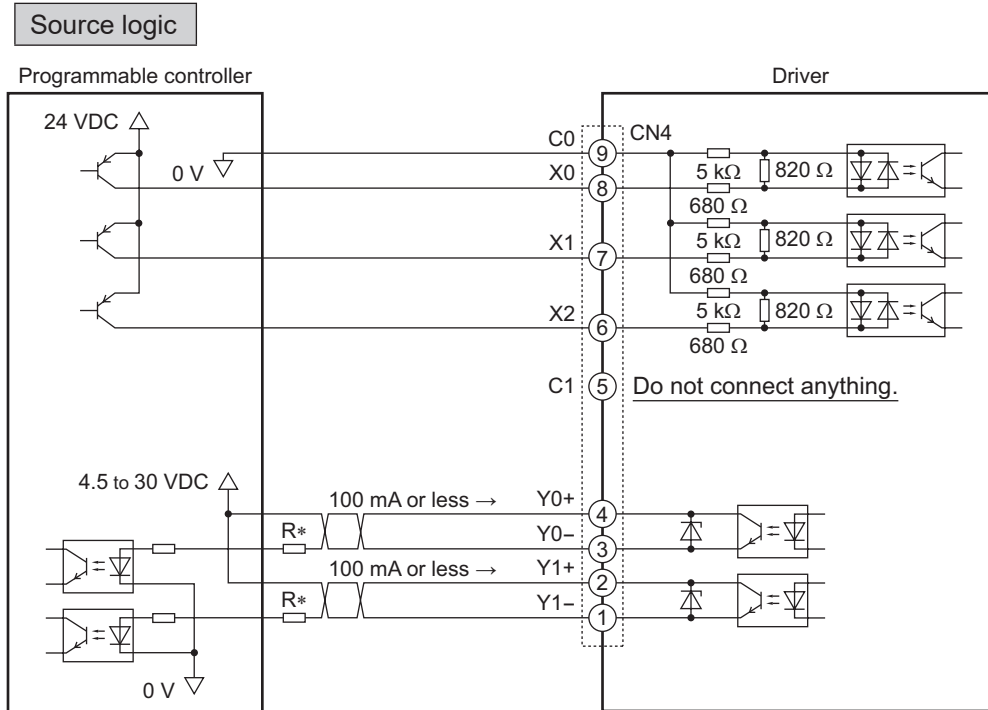 Source logic
Programmable controller
Driver
24 VDC
0 V
C0
9
CN4
X0
8
5 kΩ
820 Ω
680 Ω
X1
7
5 kΩ
820 Ω
680 Ω
X2
6
5 kΩ
820 Ω
680 Ω
C1
5
Do not connect anything.
4.5 to 30 VDC
100 mA or less →
Y0+
4
R*
Y0−
3
100 mA or less →
Y1+
2
R*
Y1−
1
0 V